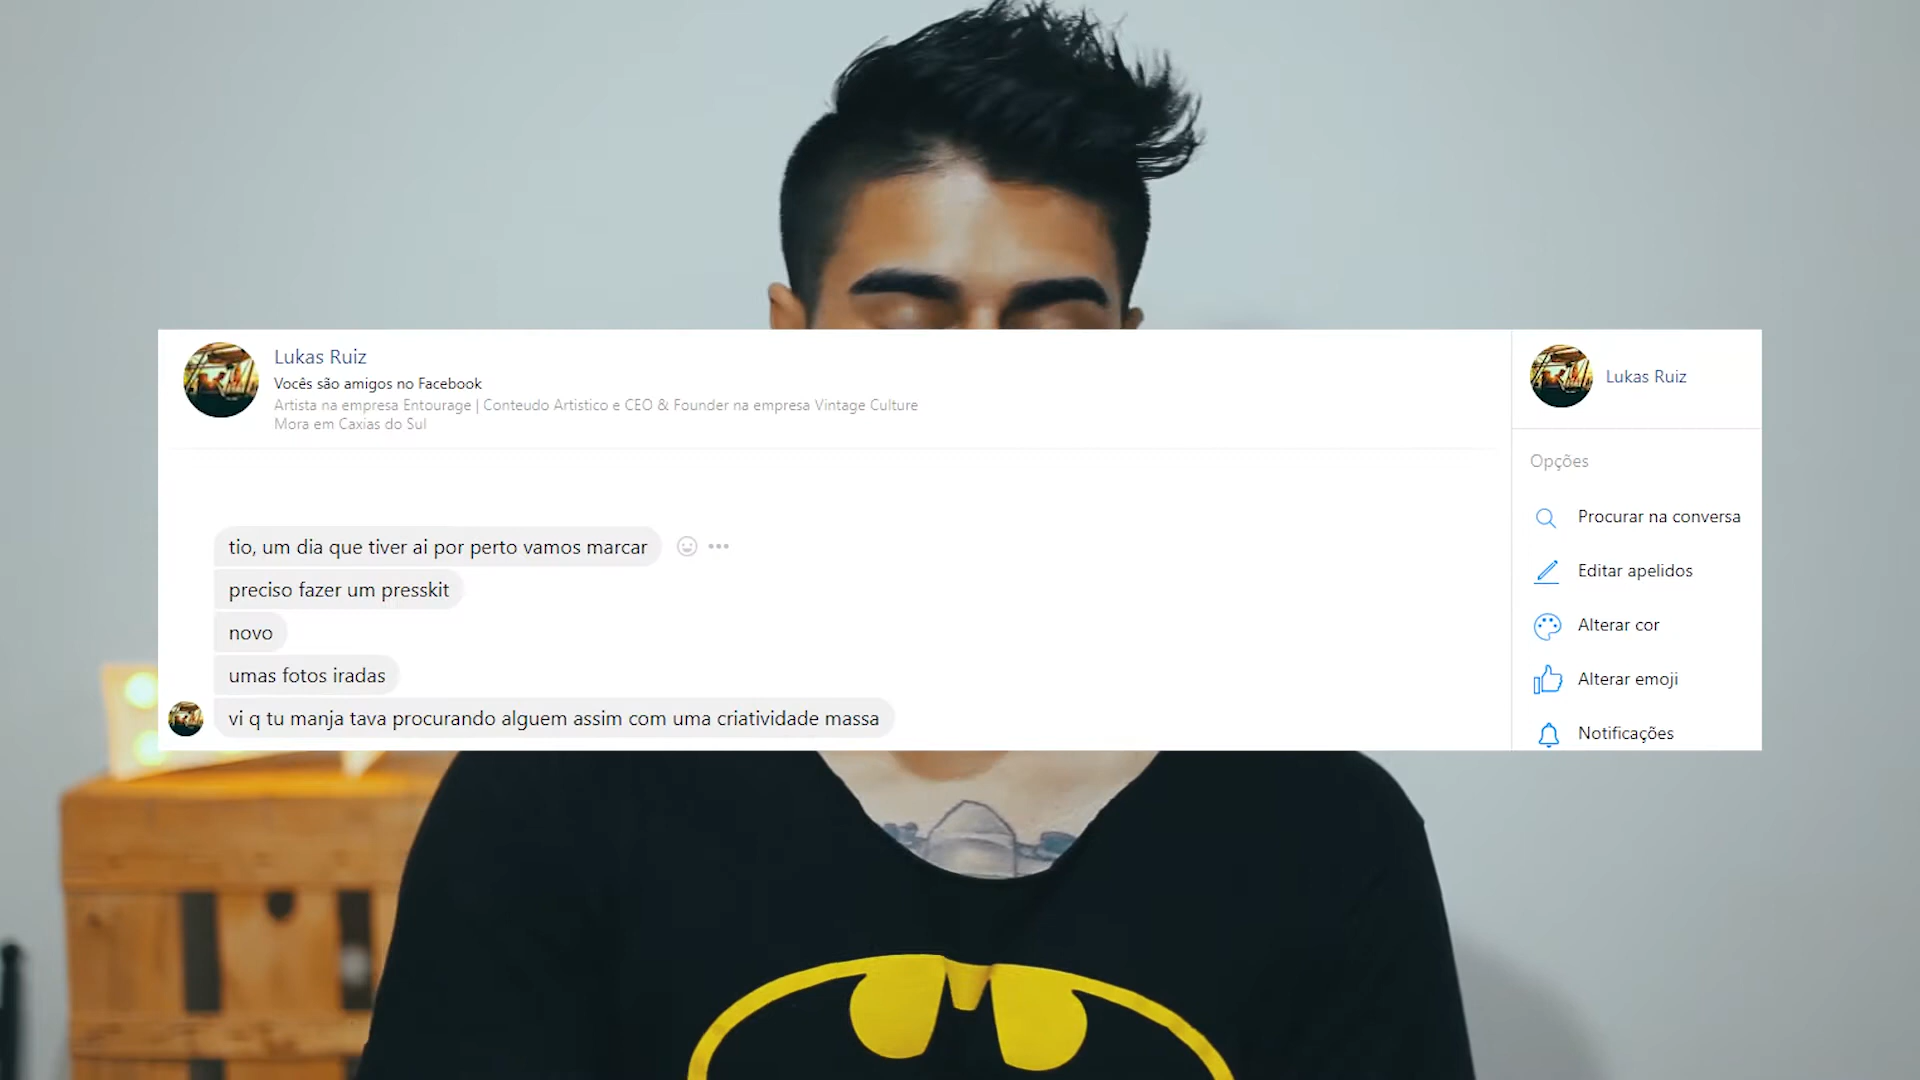 Lukas Ruiz
Vocês são amigos no Facebook
Artista na empresa Entourage | Conteudo Artistico e CEO & Founder na empresa Vintage Culture
Mora em Caxias do Sul
tio, um dia que tiver ai por perto vamos marcar
preciso fazer um presskit
novo
umas fotos iradas
vi q tu manja tava procurando alguem assim com uma criatividade massa
Lukas Ruiz
Opções
Procurar na conversa
Editar apelidos
Alterar cor
Alterar emoji
Notificações